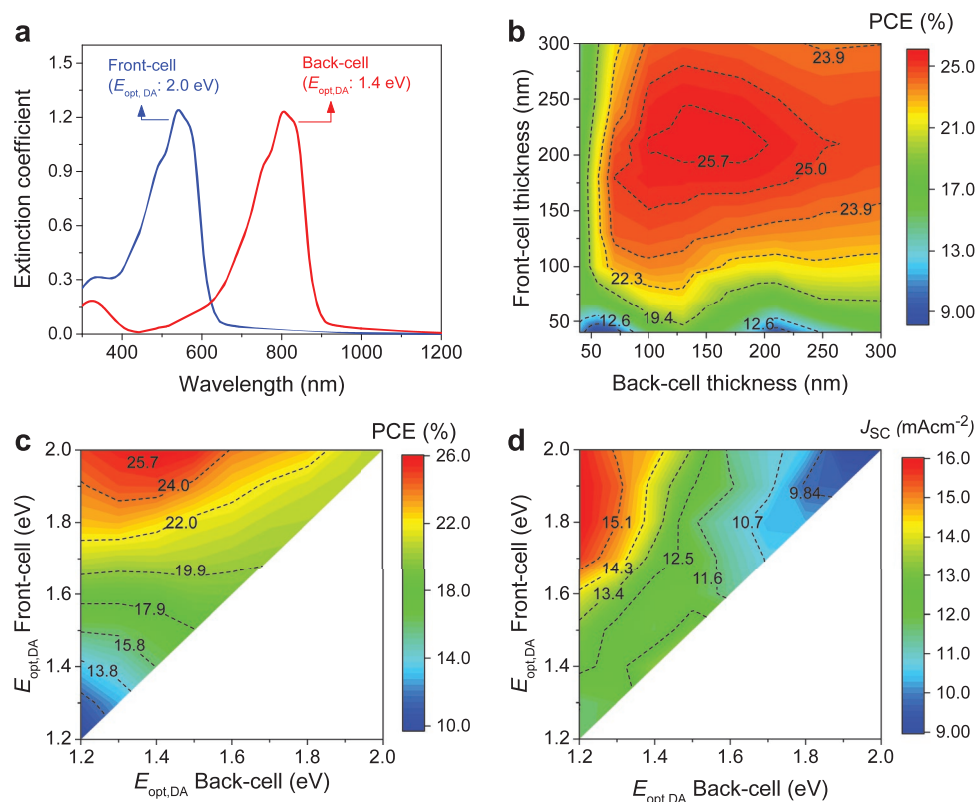 a
Front-cell
(Eopt, DA: 2.0 eV)
Back-cell
(Eopt,DA: 1.4 eV)
Extinction coefficient
1.5
1.2
0.9
0.6
0.3
0.0
400 600 800 1000 1200
Wavelength (nm)
b
PCE (%)
Front-cell thickness (nm)
300
250
200
150
100
50
23.9
25.7
25.0
23.9
22.3
19.4
12.6
12.6
50 100 150 200 250 300
Back-cell thickness (nm)
25.0
21.0
17.0
13.0
9.00
c
PCE (%)
Eopt,DA Front-cell (eV)
2.0
1.8
1.6
1.4
1.2
25.7
24.0
22.0
19.9
17.9
15.8
13.8
1.2 1.4 1.6 1.8 2.0
Eopt,DA Back-cell (eV)
26.0
22.0
18.0
14.0
10.0
d
JSC (mAcm-2)
Eopt,DA Front-cell (eV)
2.0
1.8
1.6
1.4
1.2
9.84
15.1
10.7
12.5
14.3
11.6
13.4
1.2 1.4 1.6 1.8 2.0
Eopt,DA Back-cell (eV)
16.0
15.0
14.0
13.0
12.0
11.0
10.0
9.00